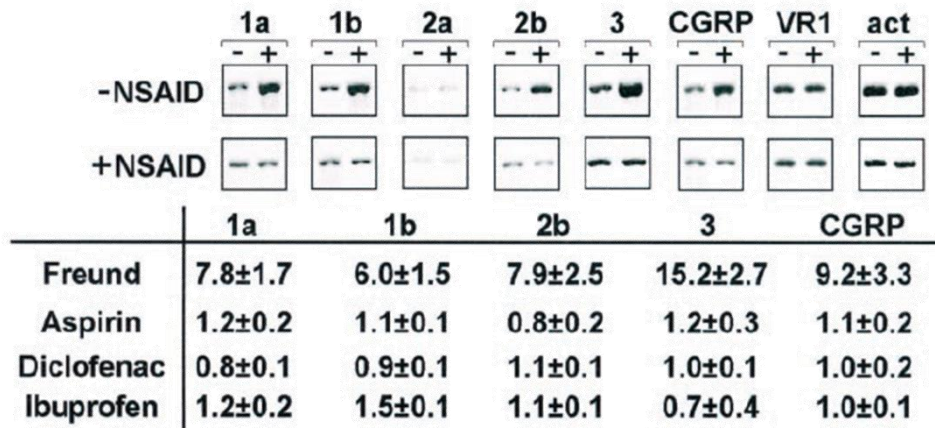 1a 1b 2a 2b 3 CGRP VR1 act
- + - + - + - + - + - + - + - +
-NSAID
+NSAID
1a 1b 2b 3 CGRP
Freund 7.8±1.7 6.0±1.5 7.9±2.5 15.2±2.7 9.2±3.3
Aspirin 1.2±0.2 1.1±0.1 0.8±0.2 1.2±0.3 1.1±0.2
Diclofenac 0.8±0.1 0.9±0.1 1.1±0.1 1.0±0.1 1.0±0.2
Ibuprofen 1.2±0.2 1.5±0.1 1.1±0.1 0.7±0.4 1.0±0.1